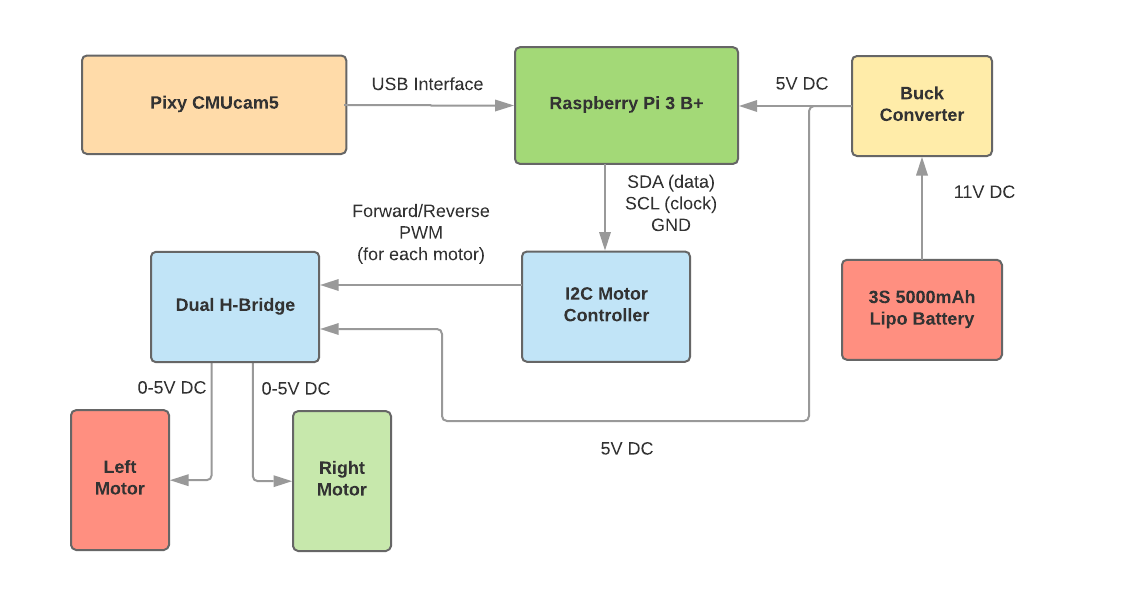 Pixy CMUcam5
USB Interface
Raspberry Pi 3 B+
5V DC
Buck
Converter
SDA (data)
SCL (clock)
GND
11V DC
Forward/Reverse
PWM
(for each motor)
Dual H-Bridge
I2C Motor
Controller
3S 5000mAh
Lipo Battery
0-5V DC
0-5V DC
5V DC
Left
Motor
Right
Motor